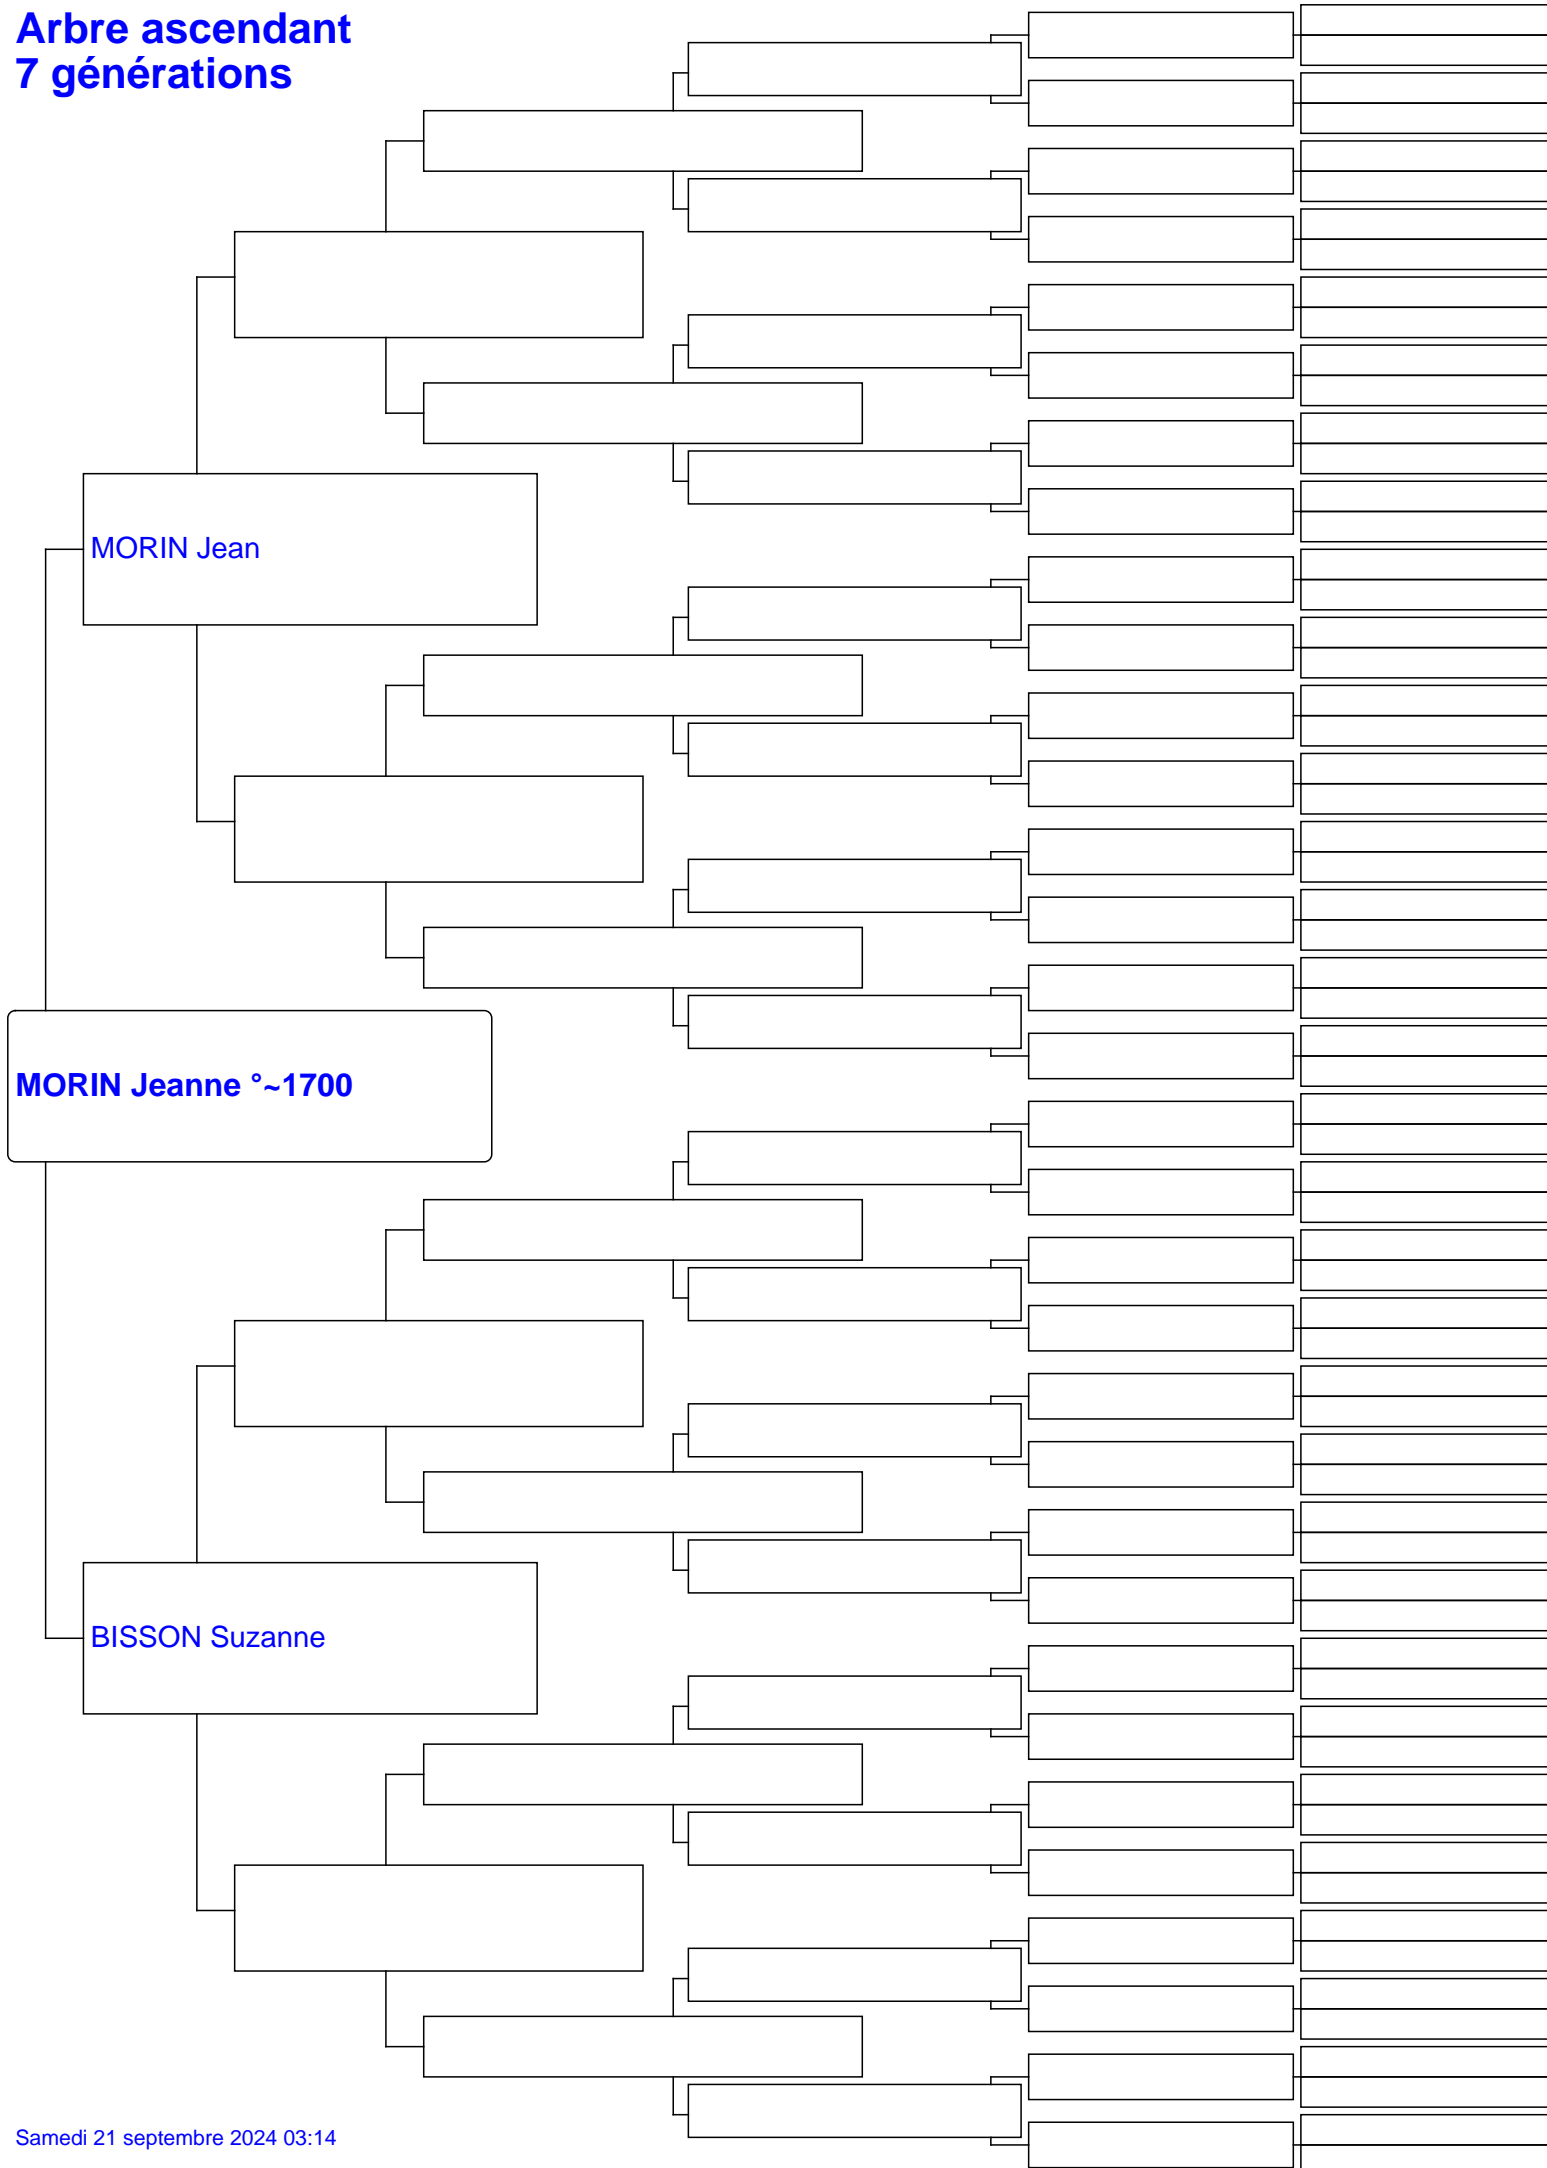 Arbre ascendant
7 générations
MORIN Jean
MORIN Jeanne °~1700
BISSON Suzanne
Samedi 21 septembre 2024 03:14